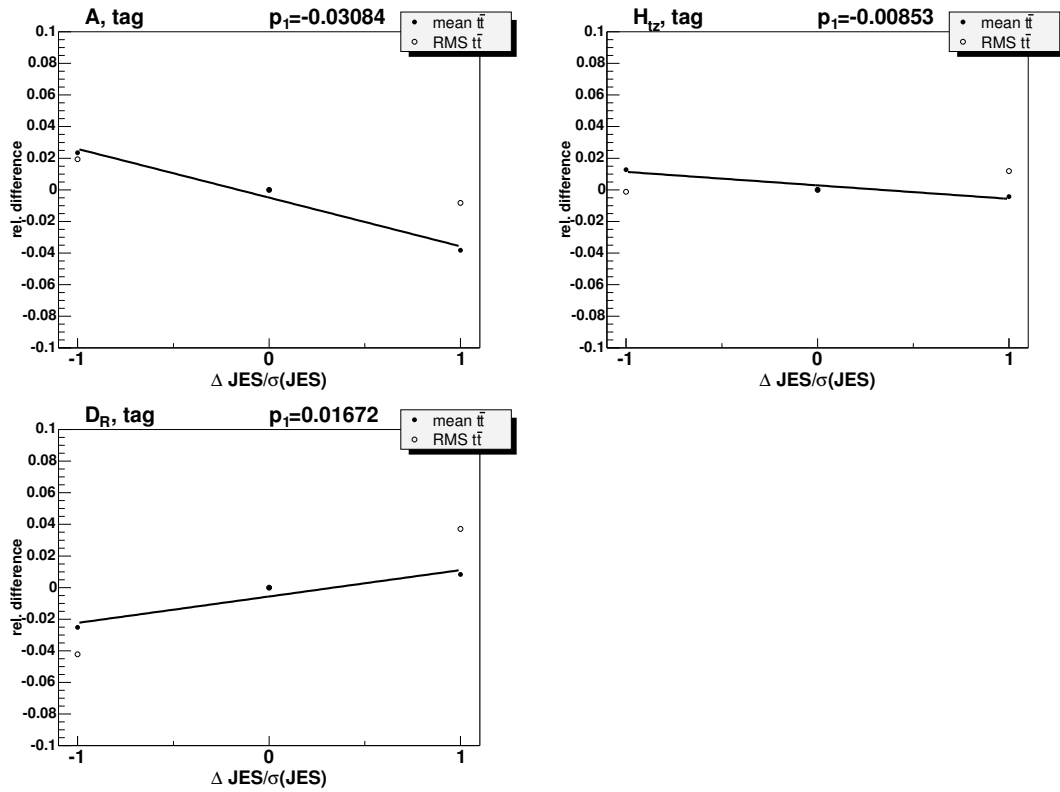 A, tag p₁=-0.03084
mean tt̄
RMS tt̄
rel. difference
0.1
0.08
0.06
0.04
0.02
0
-0.02
-0.04
-0.06
-0.08
-0.1
-1 0 1
Δ JES/σ(JES)
H_tz, tag p₁=-0.00853
mean tt̄
RMS tt̄
rel. difference
0.1
0.08
0.06
0.04
0.02
0
-0.02
-0.04
-0.06
-0.08
-0.1
-1 0 1
Δ JES/σ(JES)
D_R, tag p₁=0.01672
mean tt̄
RMS tt̄
rel. difference
0.1
0.08
0.06
0.04
0.02
0
-0.02
-0.04
-0.06
-0.08
-0.1
-1 0 1
Δ JES/σ(JES)